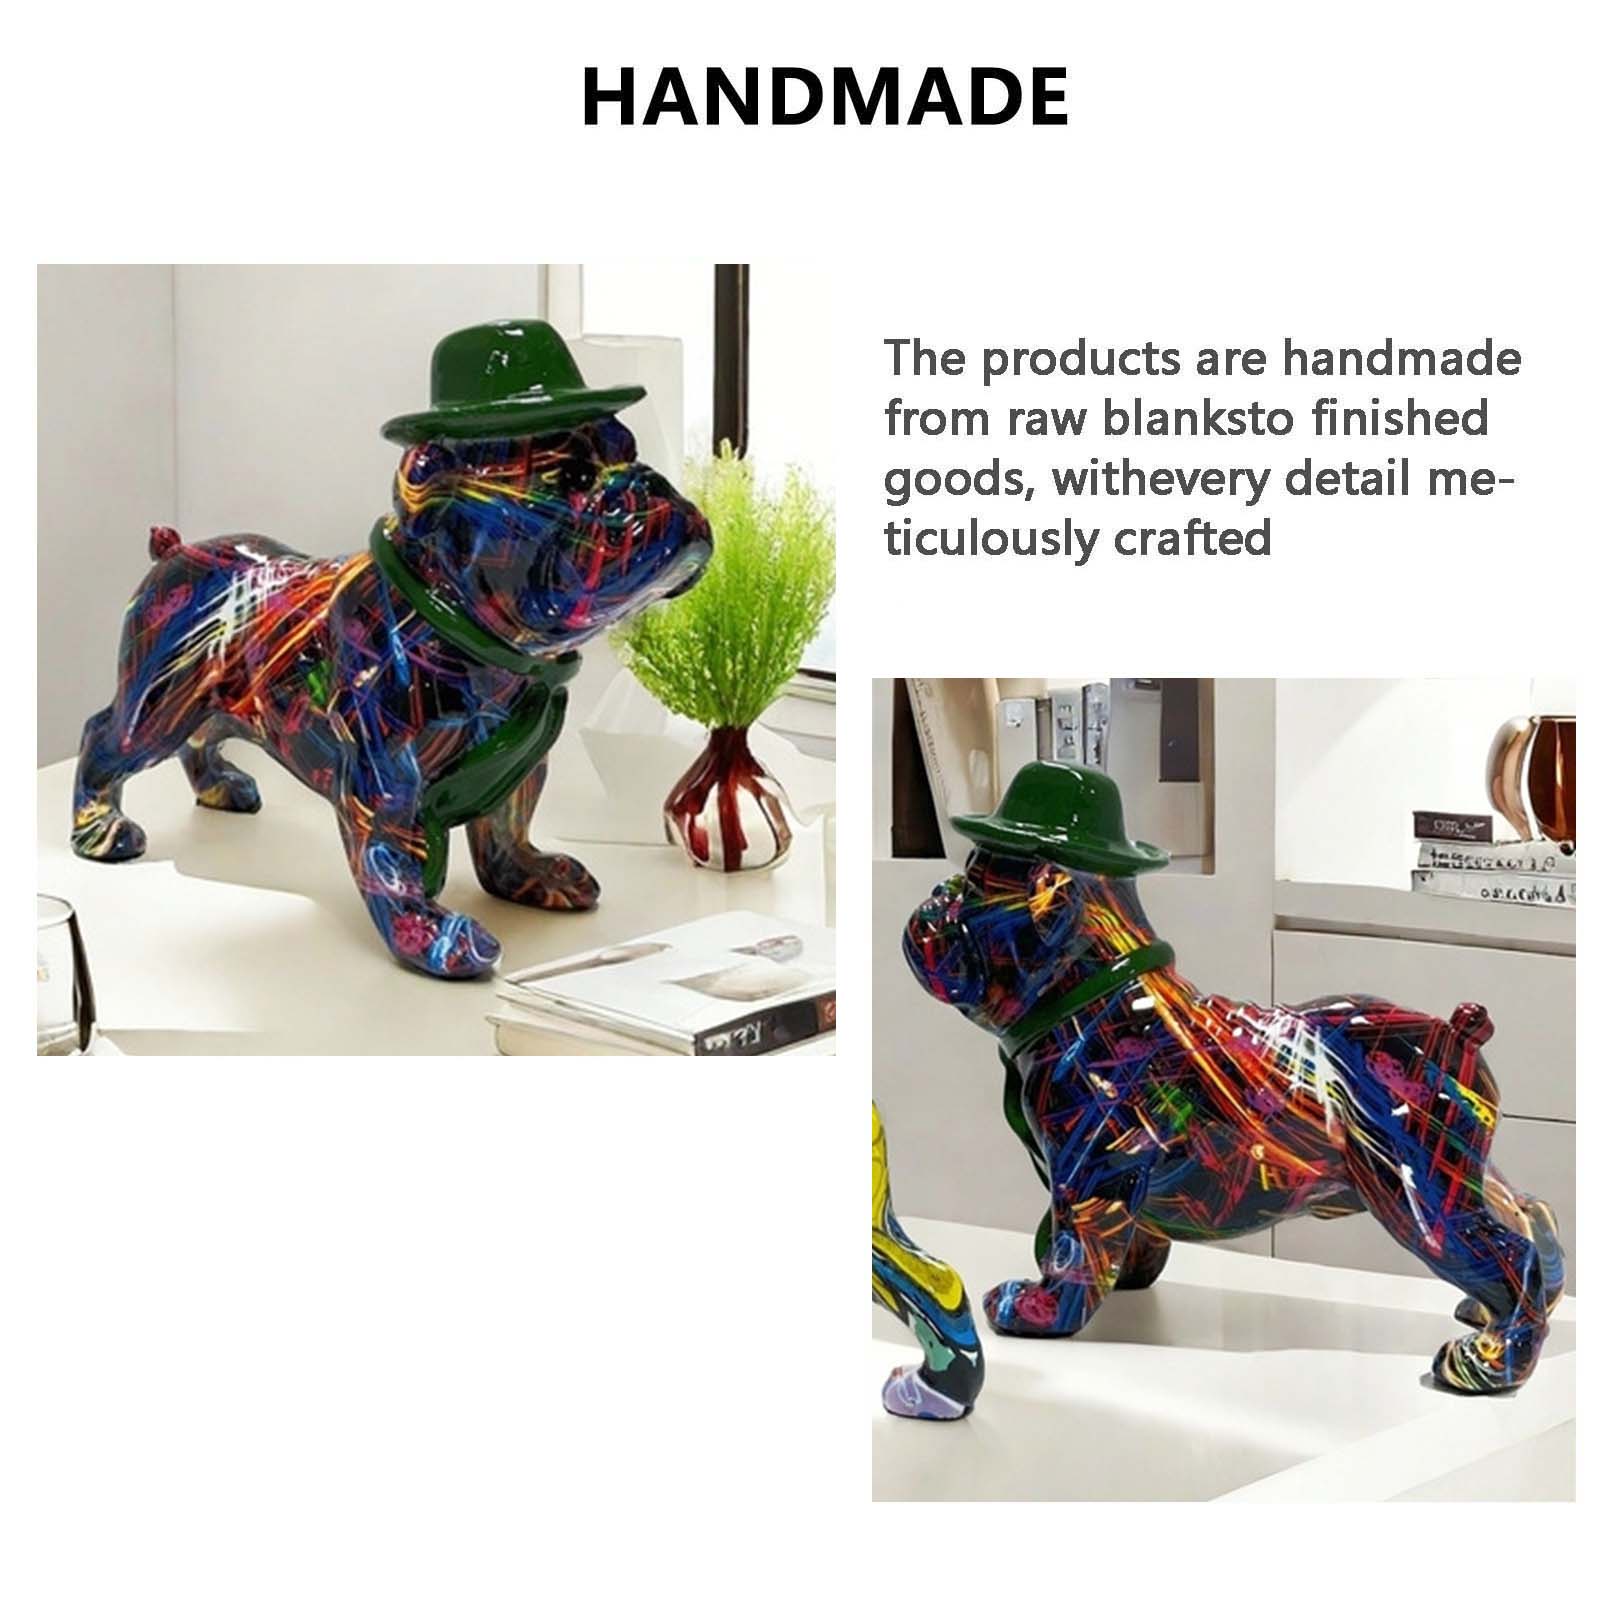 HANDMADE
The products are handmade
from raw blanksto finished
goods, withevery detail me-
ticulously crafted